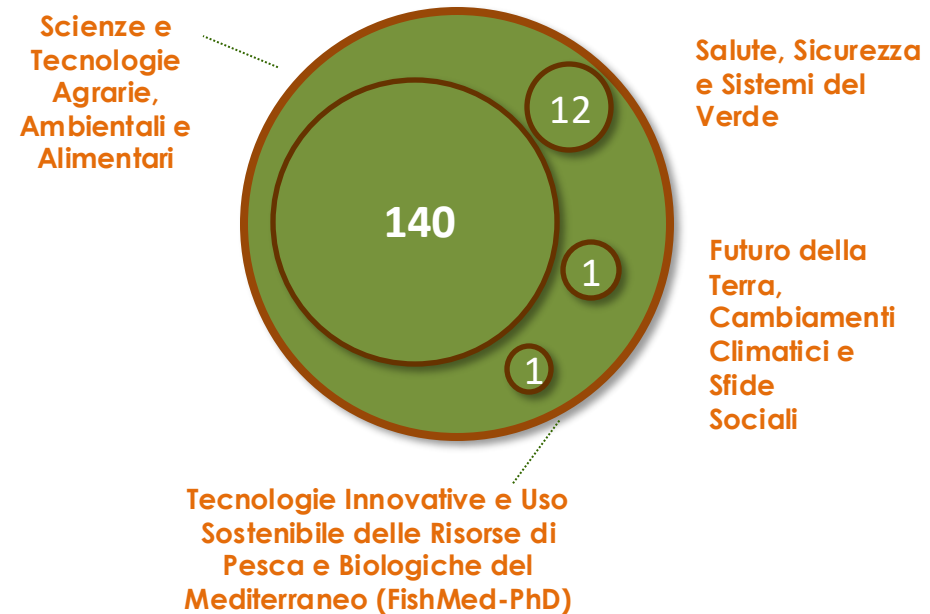 Scienze e
Tecnologie
Agrarie,
Ambientali e
Alimentari
12
Salute, Sicurezza
e Sistemi del
Verde
140
1
Futuro della
Terra,
Cambiamenti
Climatici e
Sfide
Sociali
1
Tecnologie Innovative e Uso
Sostenibile delle Risorse di
Pesca e Biologiche del
Mediterraneo (FishMed-PhD)